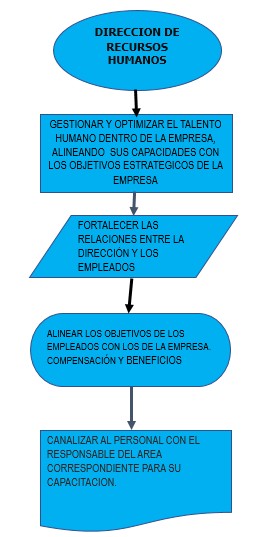 DIRECCION DE
RECURSOS
HUMANOS
GESTIONAR Y OPTIMIZAR EL TALENTO
HUMANO DENTRO DE LA EMPRESA,
ALINEANDO SUS CAPACIDADES CON
LOS OBJETIVOS ESTRATEGICOS DE LA
EMPRESA
FORTALECER LAS
RELACIONES ENTRE LA
DIRECCIÓN Y LOS
EMPLEADOS
ALINEAR LOS OBJETIVOS DE LOS
EMPLEADOS CON LOS DE LA EMPRESA.
COMPENSACIÓN Y BENEFICIOS
CANALIZAR AL PERSONAL CON EL
RESPONSABLE DEL AREA
CORRESPONDIENTE PARA SU
CAPACITACION.